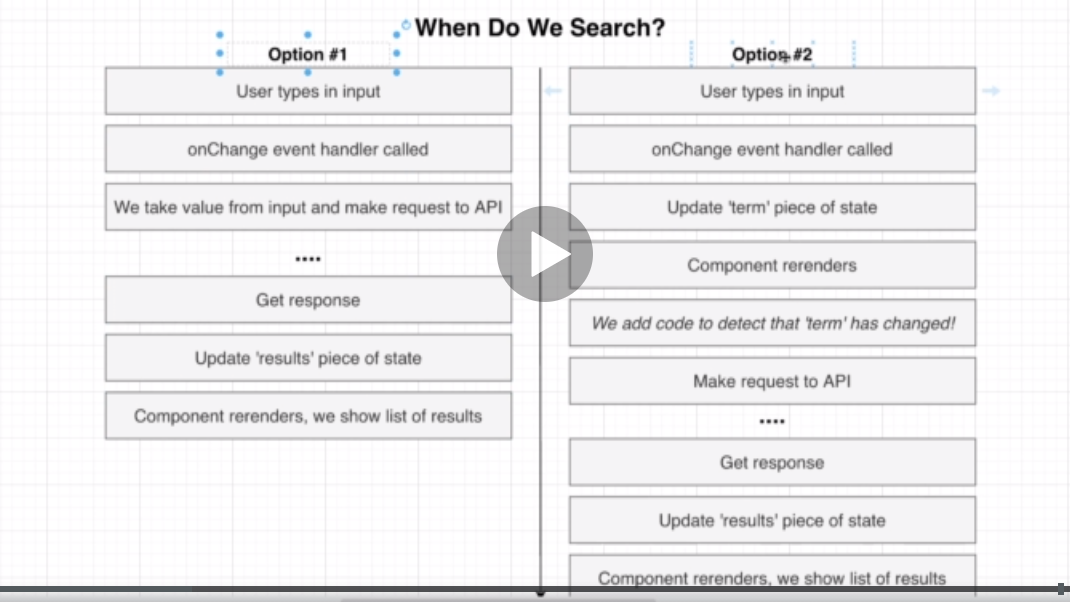 When Do We Search?
Option #1
User types in input
onChange event handler called
We take value from input and make request to API
....
Get response
Update 'results' piece of state
Component rerenders, we show list of results
Option #2
User types in input
onChange event handler called
Update 'term' piece of state
Component rerenders
We add code to detect that 'term' has changed!
Make request to API
....
Get response
Update 'results' piece of state
Component rerenders, we show list of results